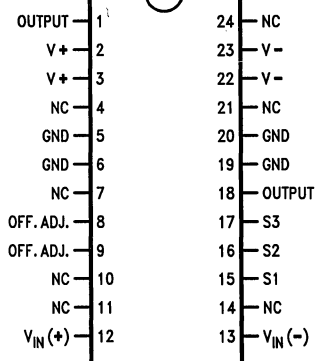 OUTPUT 1 24 NC
V+ 2 23 V-
V+ 3 22 V-
NC 4 21 NC
GND 5 20 GND
GND 6 19 GND
NC 7 18 OUTPUT
OFF. ADJ. 8 17 S3
OFF. ADJ. 9 16 S2
NC 10 15 S1
NC 11 14 NC
VIN (+) 12 13 VIN (-)